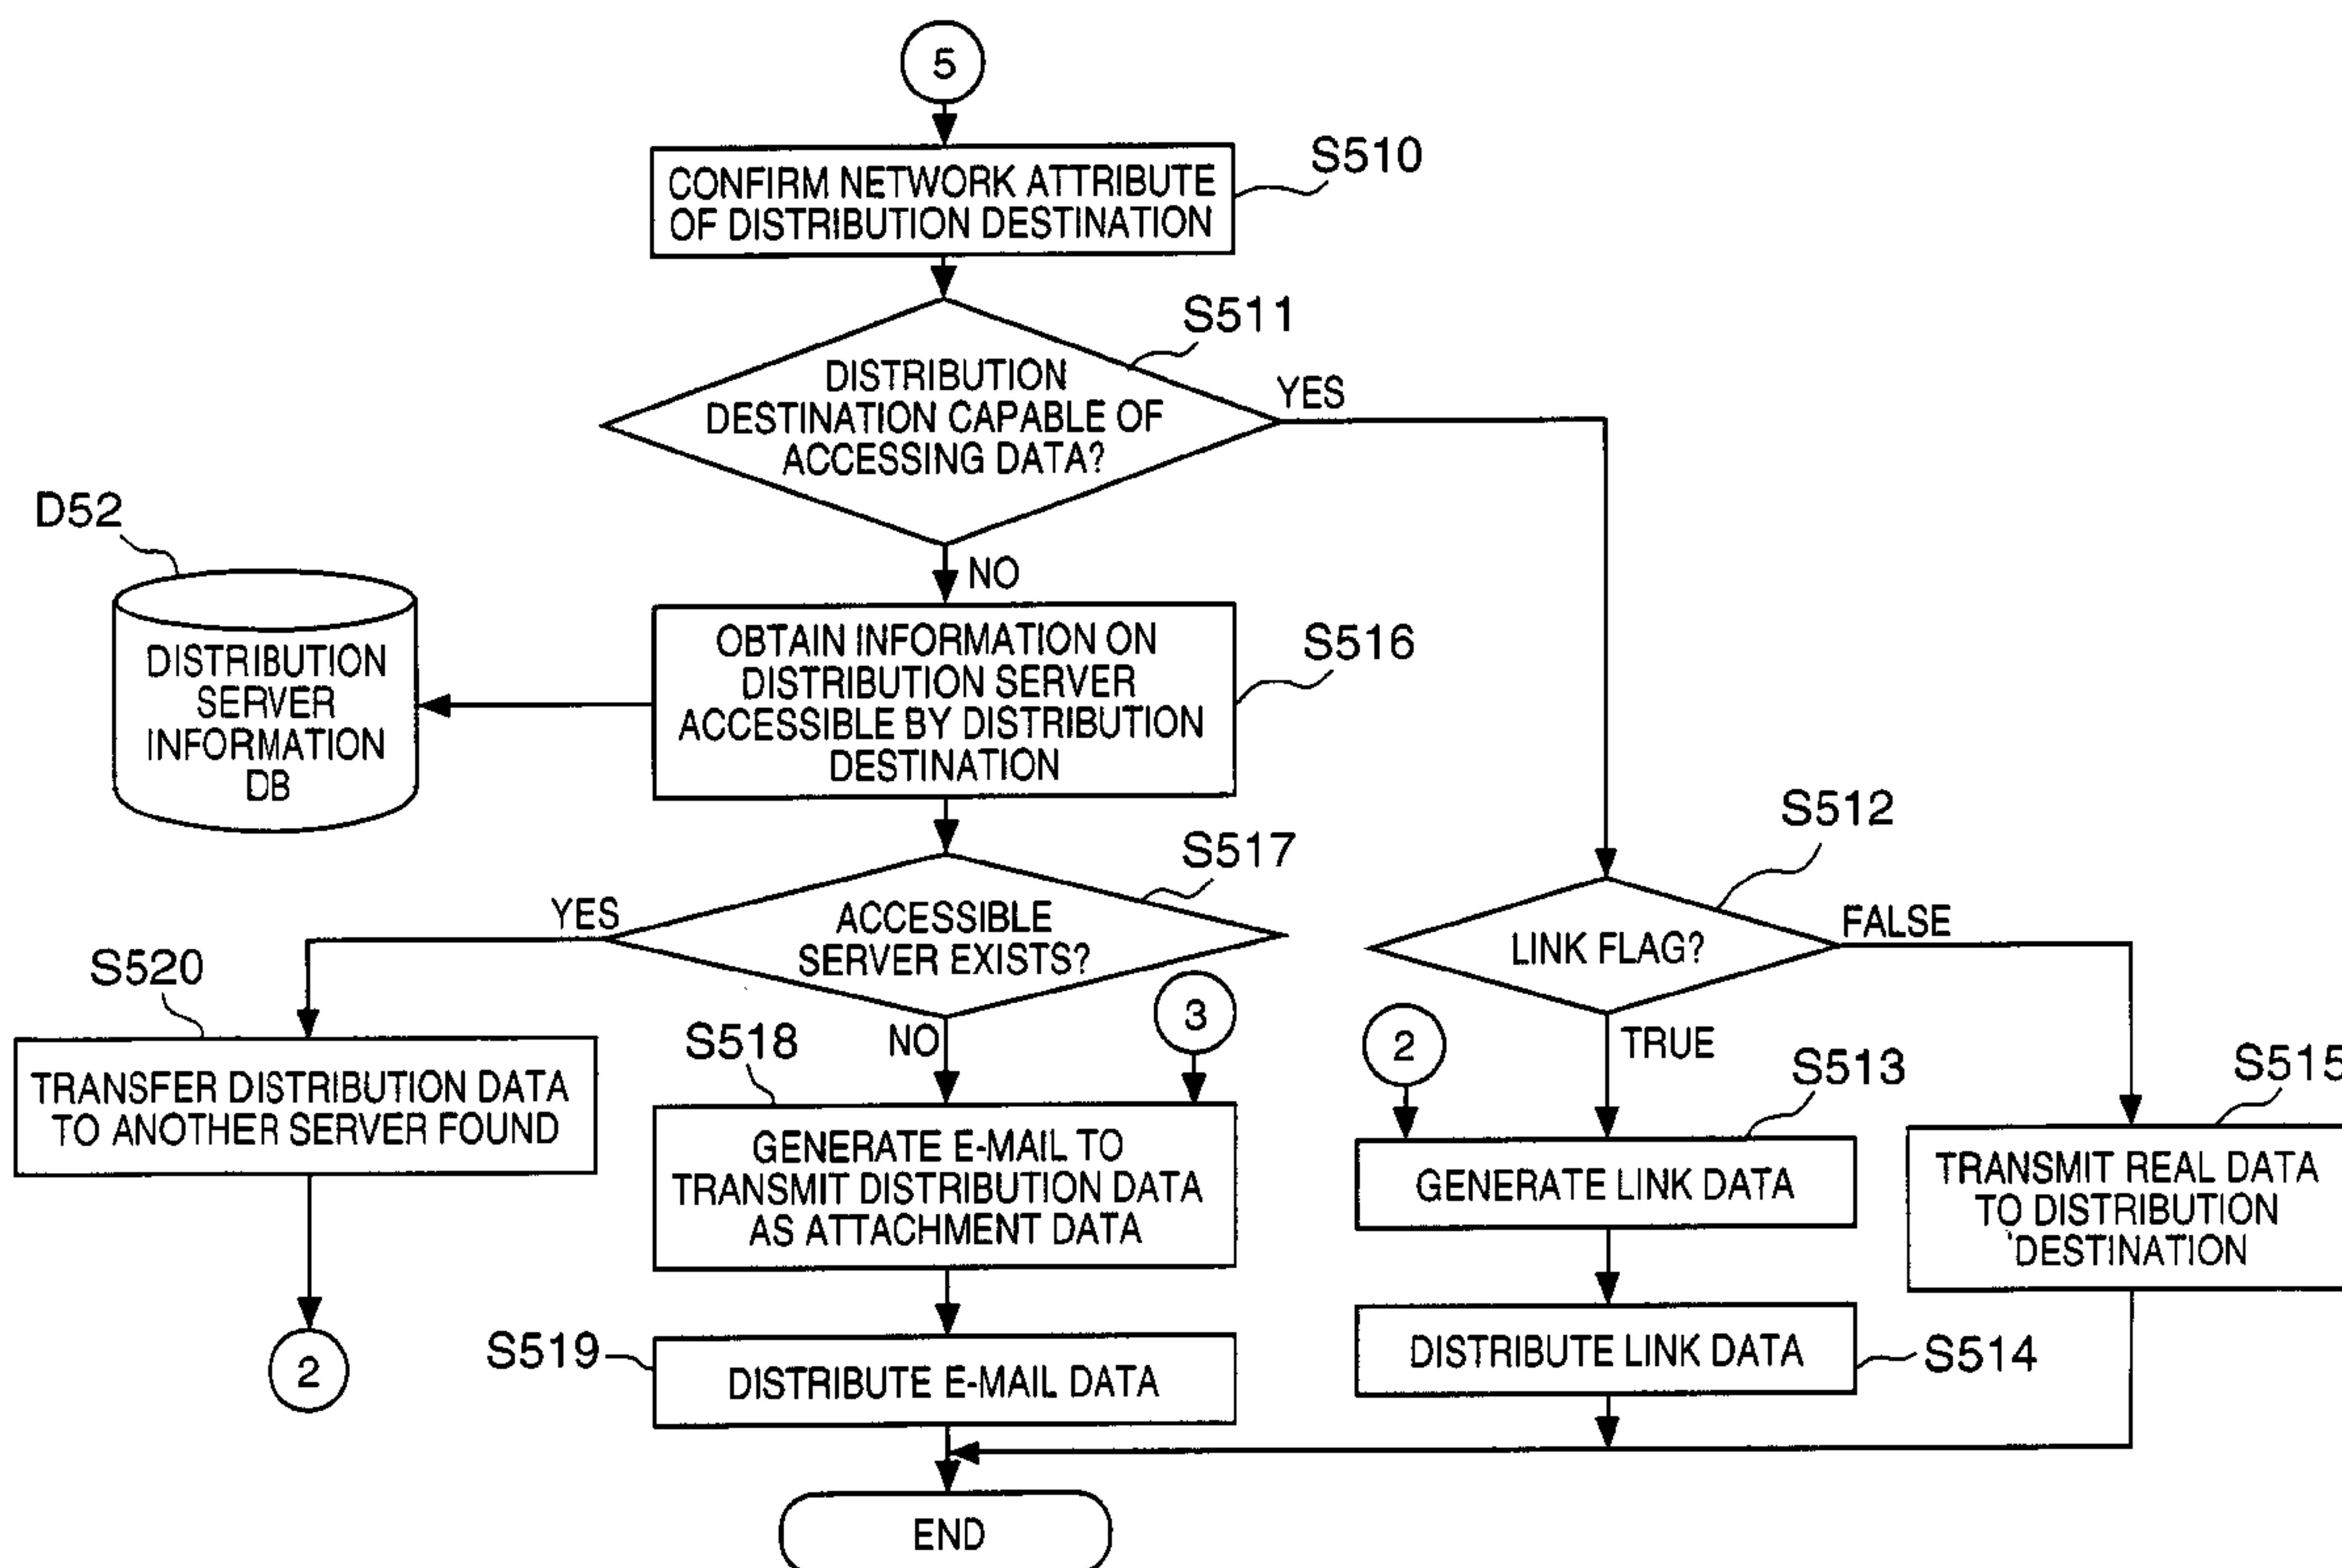 5
CONFIRM NETWORK ATTRIBUTE
OF DISTRIBUTION DESTINATION
S510
DISTRIBUTION
DESTINATION CAPABLE OF
ACCESSING DATA?
S511
YES
NO
D52
DISTRIBUTION
SERVER
INFORMATION
DB
OBTAIN INFORMATION ON
DISTRIBUTION SERVER
ACCESSIBLE BY DISTRIBUTION
DESTINATION
S516
S517
ACCESSIBLE
SERVER EXISTS?
YES
NO
S512
LINK FLAG?
FALSE
TRUE
S520
TRANSFER DISTRIBUTION DATA
TO ANOTHER SERVER FOUND
2
S518
3
GENERATE E-MAIL TO
TRANSMIT DISTRIBUTION DATA
AS ATTACHMENT DATA
S519
DISTRIBUTE E-MAIL DATA
2
S513
GENERATE LINK DATA
DISTRIBUTE LINK DATA
S514
S515
TRANSMIT REAL DATA
TO DISTRIBUTION
DESTINATION
END